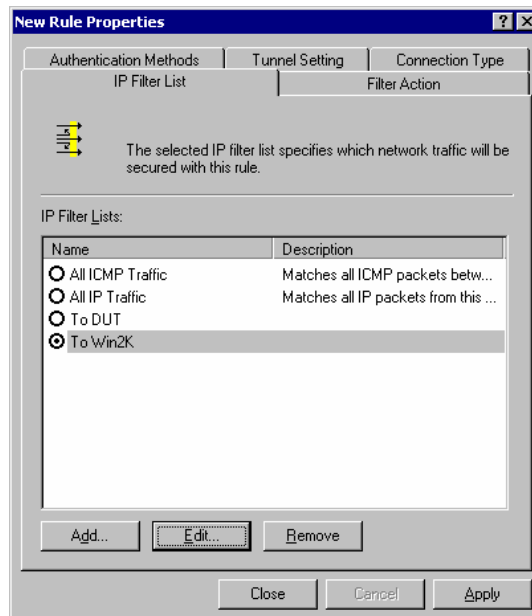 New Rule Properties
Authentication Methods Tunnel Setting Connection Type
IP Filter List Filter Action
The selected IP filter list specifies which network traffic will be
secured with this rule.
IP Filter Lists:
Name Description
All ICMP Traffic Matches all ICMP packets betw...
All IP Traffic Matches all IP packets from this ...
To DUT
To Win2K
Add... Edit... Remove
Close Cancel Apply